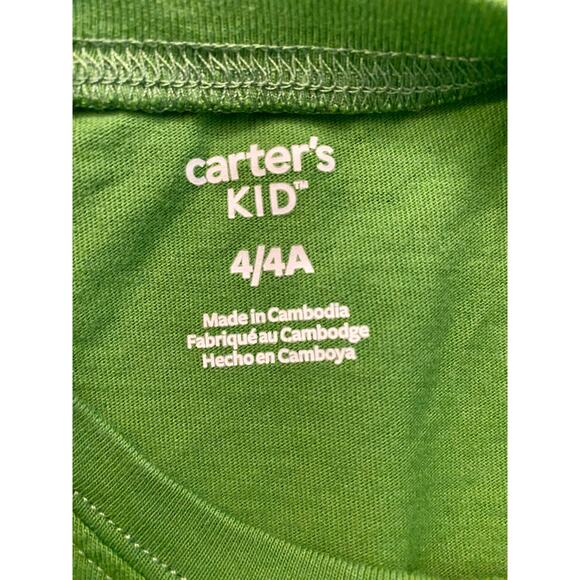 carter's
KID™
4/4A
Made in Cambodia
Fabriqué au Cambodge
Hecho en Camboya